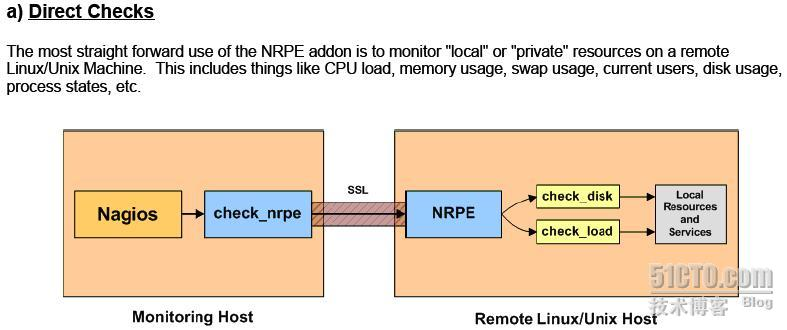 a) Direct Checks
The most straight forward use of the NRPE addon is to monitor "local" or "private" resources on a remote
Linux/Unix Machine. This includes things like CPU load, memory usage, swap usage, current users, disk usage,
process states, etc.
SSL
Nagios
check_nrpe
NRPE
check_disk
check_load
Local
Resources
and
Services
Monitoring Host
Remote Linux/Unix Host
51CTO.com
技术博客 Blog